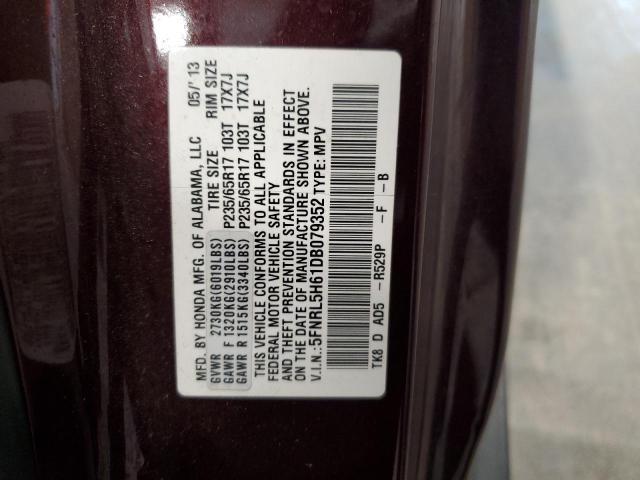 MFD. BY HONDA MFG. OF ALABAMA, LLC 05/'13
TIRE SIZE RIM SIZE
GVWR 2730KG(6019LBS)
GAWR F 1320KG(2910LBS) P235/65R17 103T 17X7J
GAWR R 1515KG(3340LBS) P235/65R17 103T 17X7J
THIS VEHICLE CONFORMS TO ALL APPLICABLE
FEDERAL MOTOR VEHICLE SAFETY
AND THEFT PREVENTION STANDARDS IN EFFECT
ON THE DATE OF MANUFACTURE SHOWN ABOVE.
V.I.N.:5FNRL5H61DB079352 TYPE: MPV
TK8 D AD5 -R529P -F -B